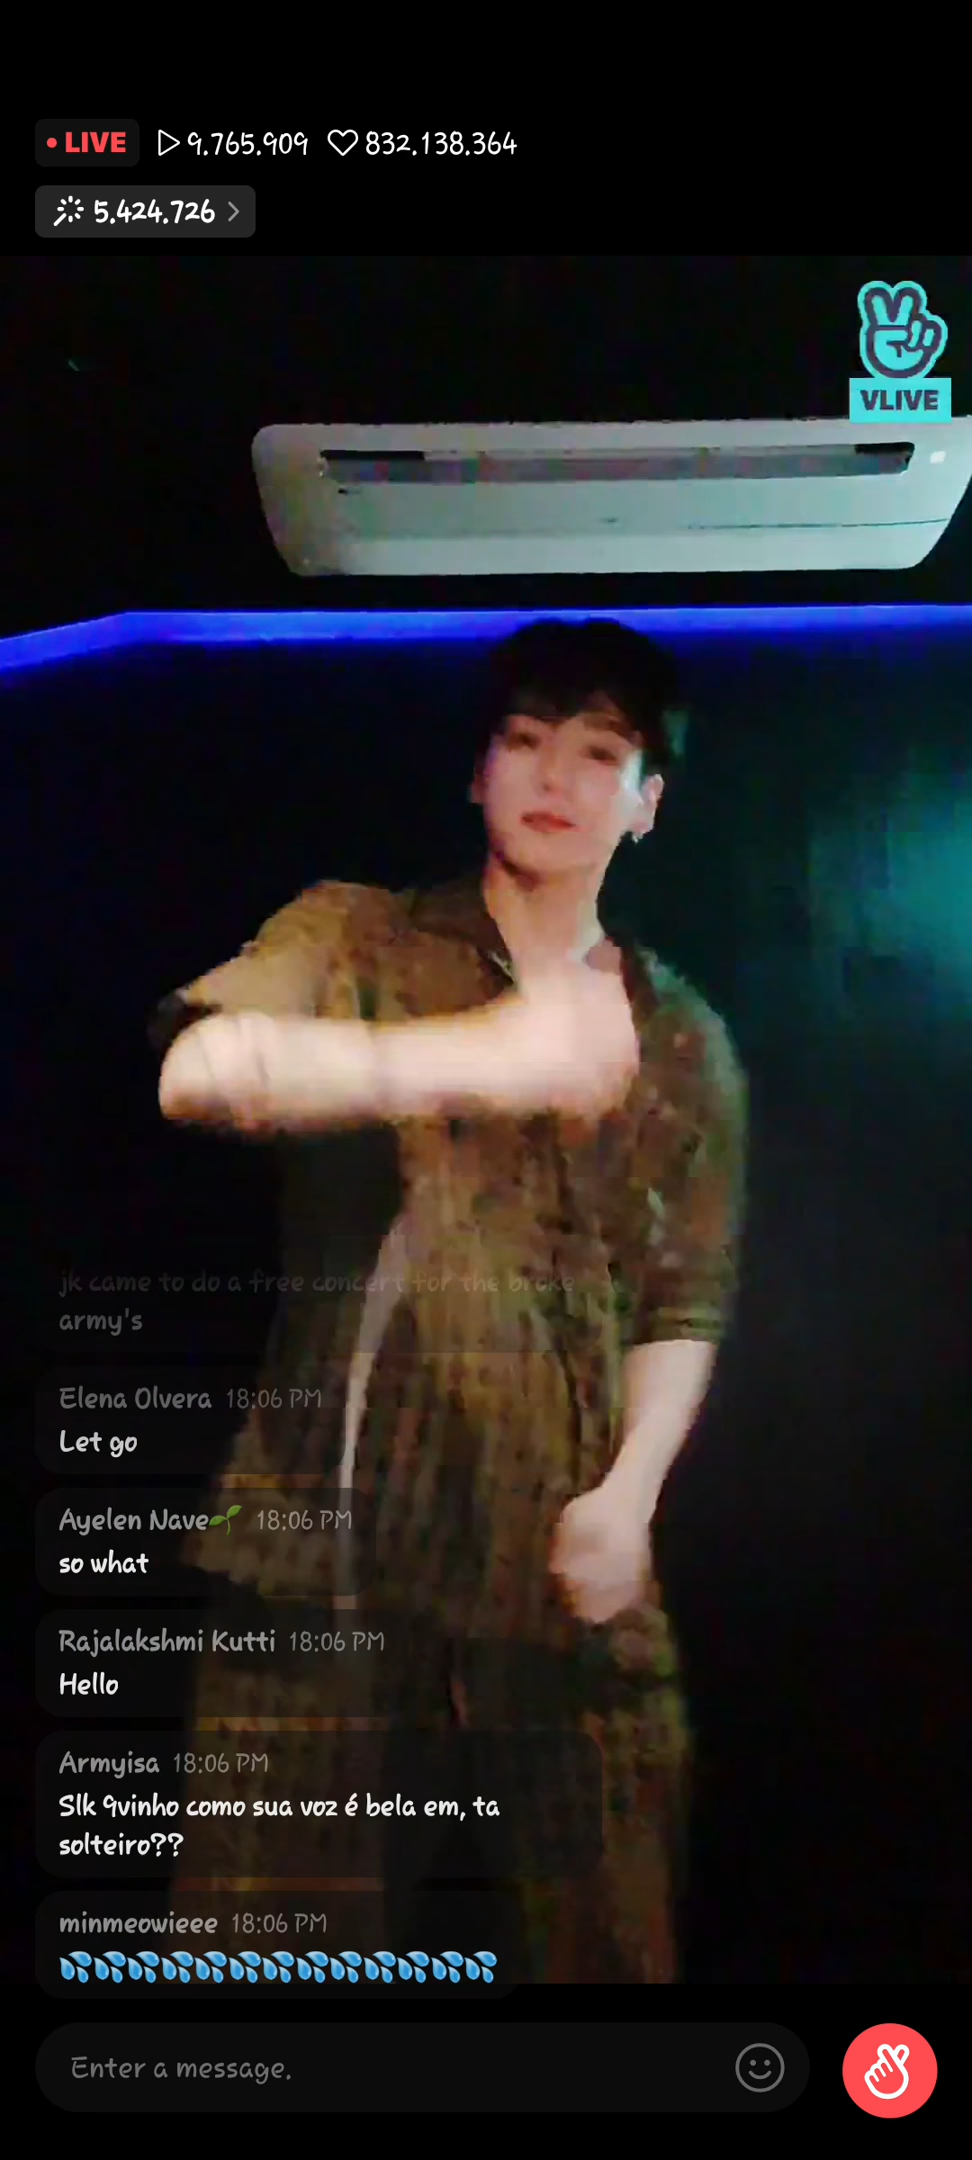 LIVE 9.765.909 832.138.364
5.424.726
VLIVE
jk came to do a free concert for the broke
army's
Elena Olvera 18:06 PM
Let go
Ayelen Nave🌱 18:06 PM
so what
Rajalakshmi Kutti 18:06 PM
Hello
Armyisa 18:06 PM
Slk 9vinho como sua voz é bela em, ta
solteiro??
minmeowieee 18:06 PM
💦💦💦💦💦💦💦💦💦💦💦💦💦
Enter a message.